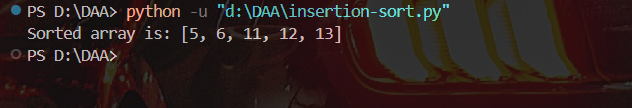 PS D:\DAA> python -u "d:\DAA\insertion-sort.py"
Sorted array is: [5, 6, 11, 12, 13]
PS D:\DAA>